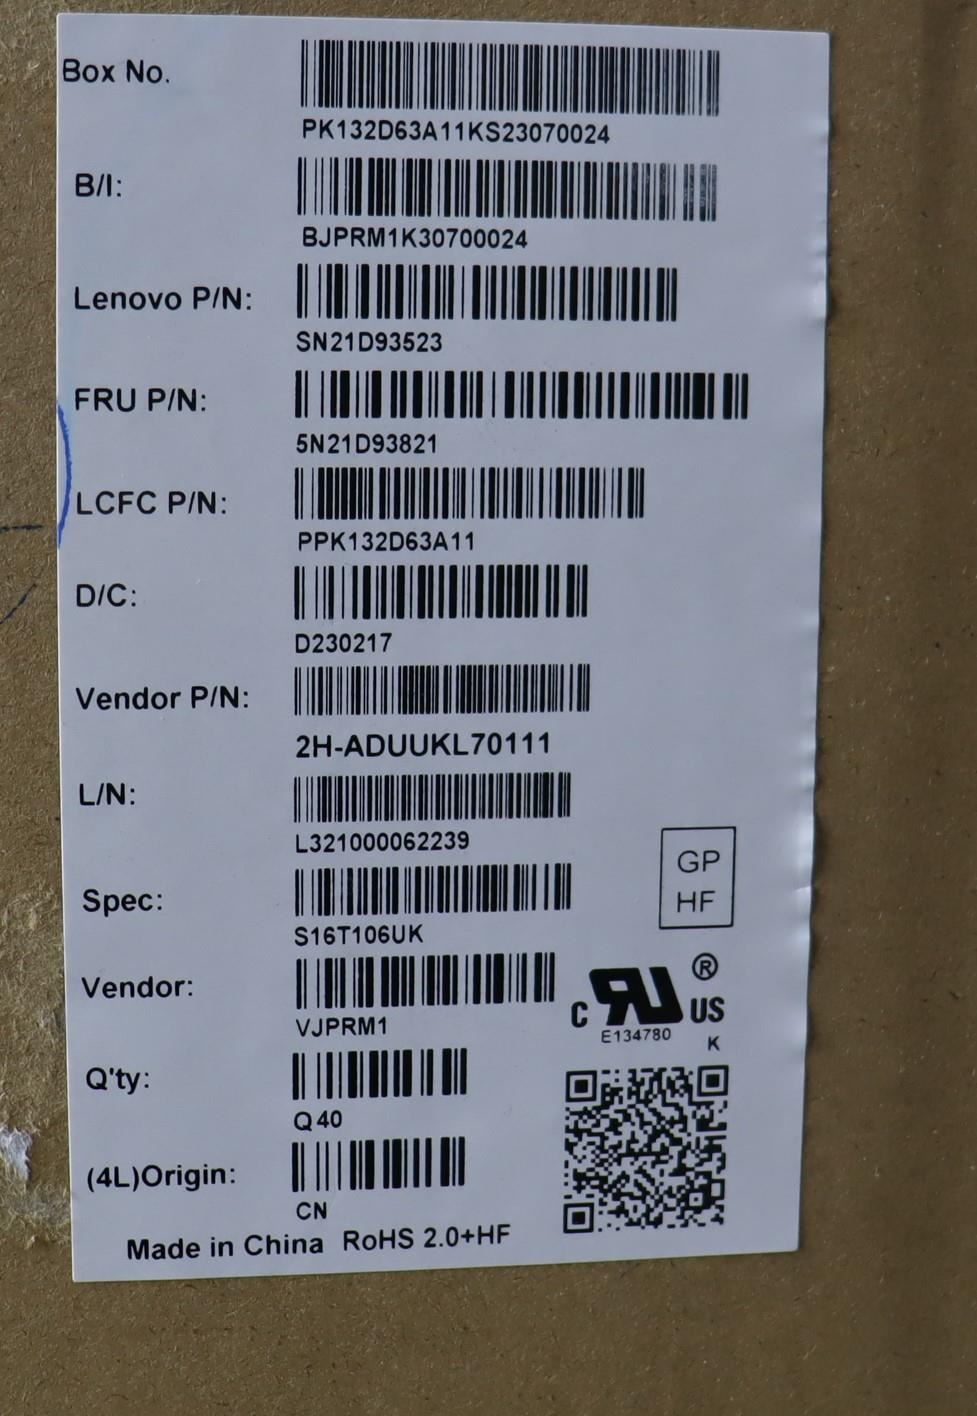 Box No.
PK132D63A11KS23070024
B/I:
BJPRM1K30700024
Lenovo P/N:
SN21D93523
FRU P/N:
5N21D93821
LCFC P/N:
PPK132D63A11
D/C:
D230217
Vendor P/N:
2H-ADUUKL70111
L/N:
L321000062239
Spec:
S16T106UK
GP
HF
Vendor:
VJPRM1
C RU US ®
E134780
K
Q'ty:
Q40
(4L)Origin:
CN
Made in China RoHS 2.0+HF